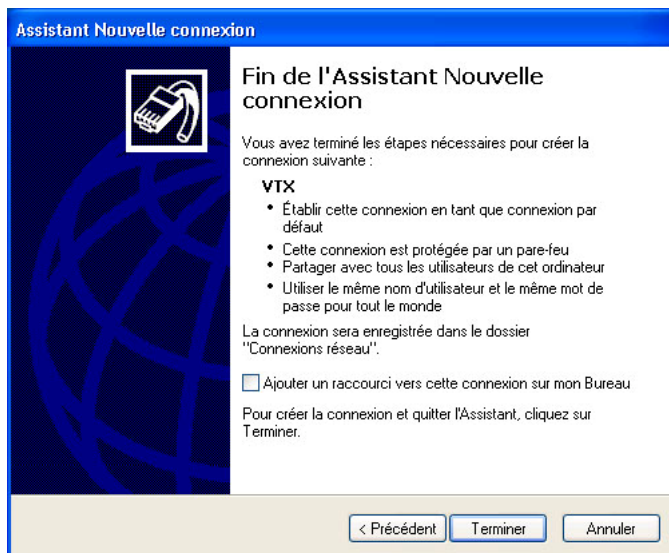 Assistant Nouvelle connexion
Fin de l'Assistant Nouvelle
connexion
Vous avez terminé les étapes nécessaires pour créer la
connexion suivante :
VTX
• Établir cette connexion en tant que connexion par
défaut
• Cette connexion est protégée par un pare-feu
• Partager avec tous les utilisateurs de cet ordinateur
• Utiliser le même nom d'utilisateur et le même mot de
passe pour tout le monde
La connexion sera enregistrée dans le dossier
"Connexions réseau".
Ajouter un raccourci vers cette connexion sur mon Bureau
Pour créer la connexion et quitter l'Assistant, cliquez sur
Terminer.
< Précédent Terminer Annuler